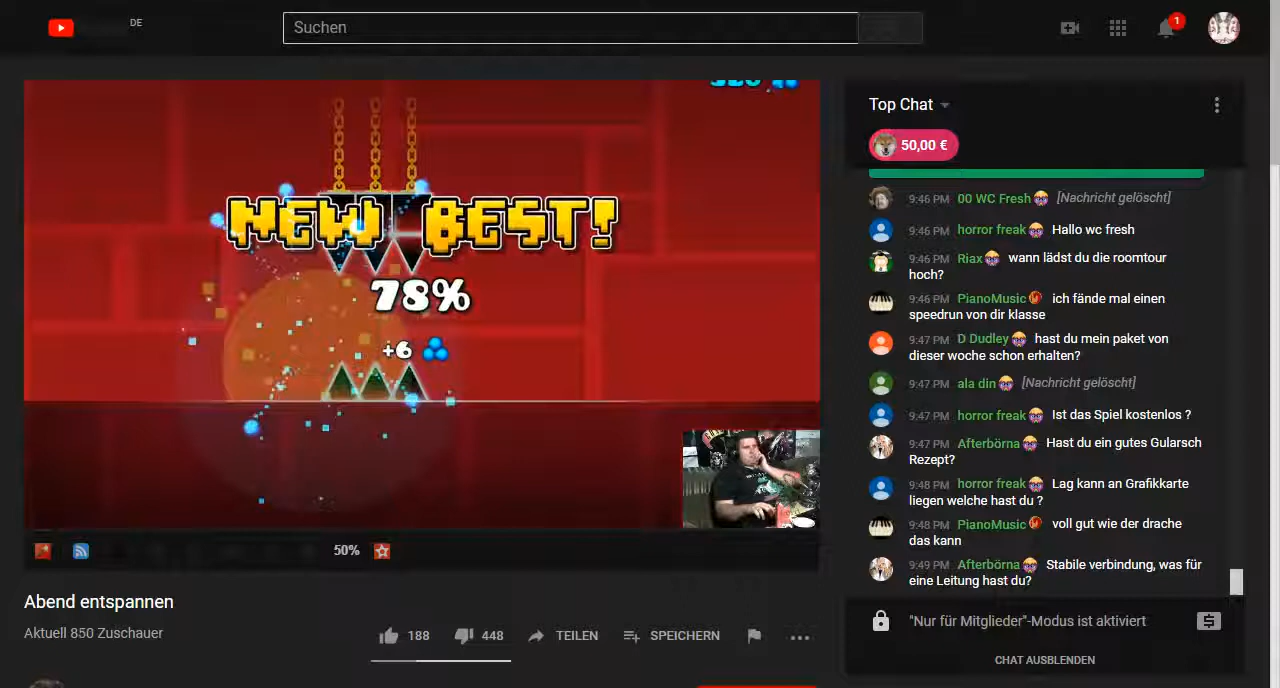 DE
Suchen
1
NEW BEST!
78%
+6
50%
Abend entspannen
Aktuell 850 Zuschauer
188
448
TEILEN
SPEICHERN
Top Chat
50,00 €
9:46 PM 00 WC Fresh [Nachricht gelöscht]
9:46 PM horror freak Hallo wc fresh
9:46 PM Riax wann lädst du die roomtour
hoch?
9:46 PM PianoMusic ich fände mal einen
speedrun von dir klasse
9:47 PM D Dudley hast du mein paket von
dieser woche schon erhalten?
9:47 PM ala din [Nachricht gelöscht]
9:47 PM horror freak Ist das Spiel kostenlos ?
9:47 PM Afterbörna Hast du ein gutes Gularsch
Rezept?
9:48 PM horror freak Lag kann an Grafikkarte
liegen welche hast du ?
9:48 PM PianoMusic voll gut wie der drache
das kann
9:49 PM Afterbörna Stabile verbindung, was für
eine Leitung hast du?
"Nur für Mitglieder"-Modus ist aktiviert
CHAT AUSBLENDEN